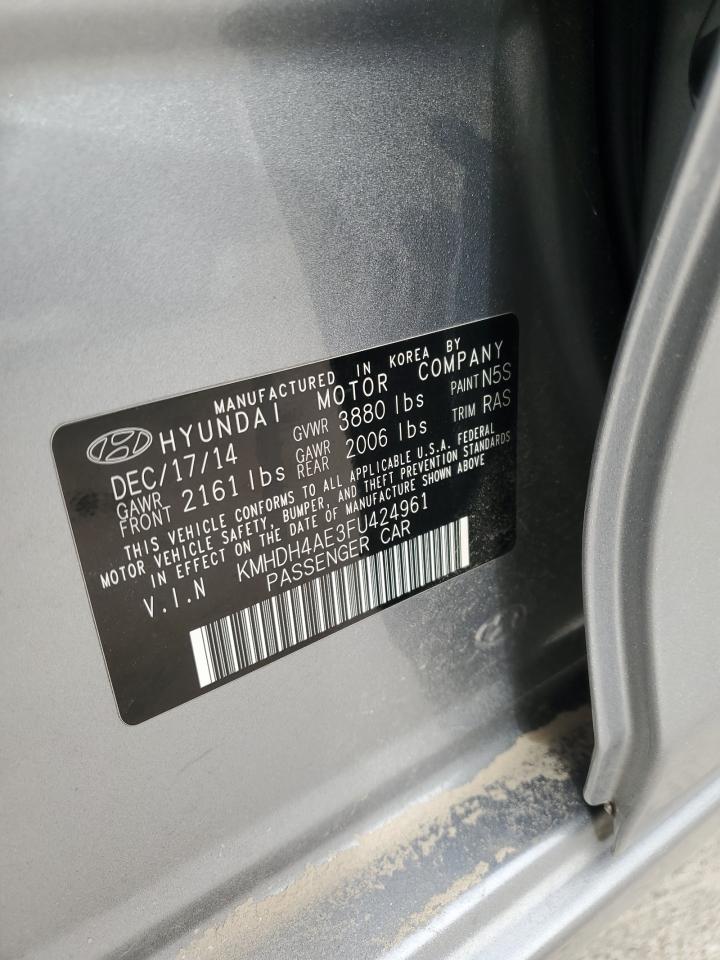 MANUFACTURED IN KOREA BY
HYUNDAI MOTOR COMPANY
DEC/17/14 GVWR 3880 lbs PAINT N5S
GAWR FRONT 2161 lbs GAWR REAR 2006 lbs TRIM RAS
THIS VEHICLE CONFORMS TO ALL APPLICABLE U.S.A. FEDERAL
MOTOR VEHICLE SAFETY, BUMPER, AND THEFT PREVENTION STANDARDS
IN EFFECT ON THE DATE OF MANUFACTURE SHOWN ABOVE
V.I.N KMHDH4AE3FU424961
PASSENGER CAR